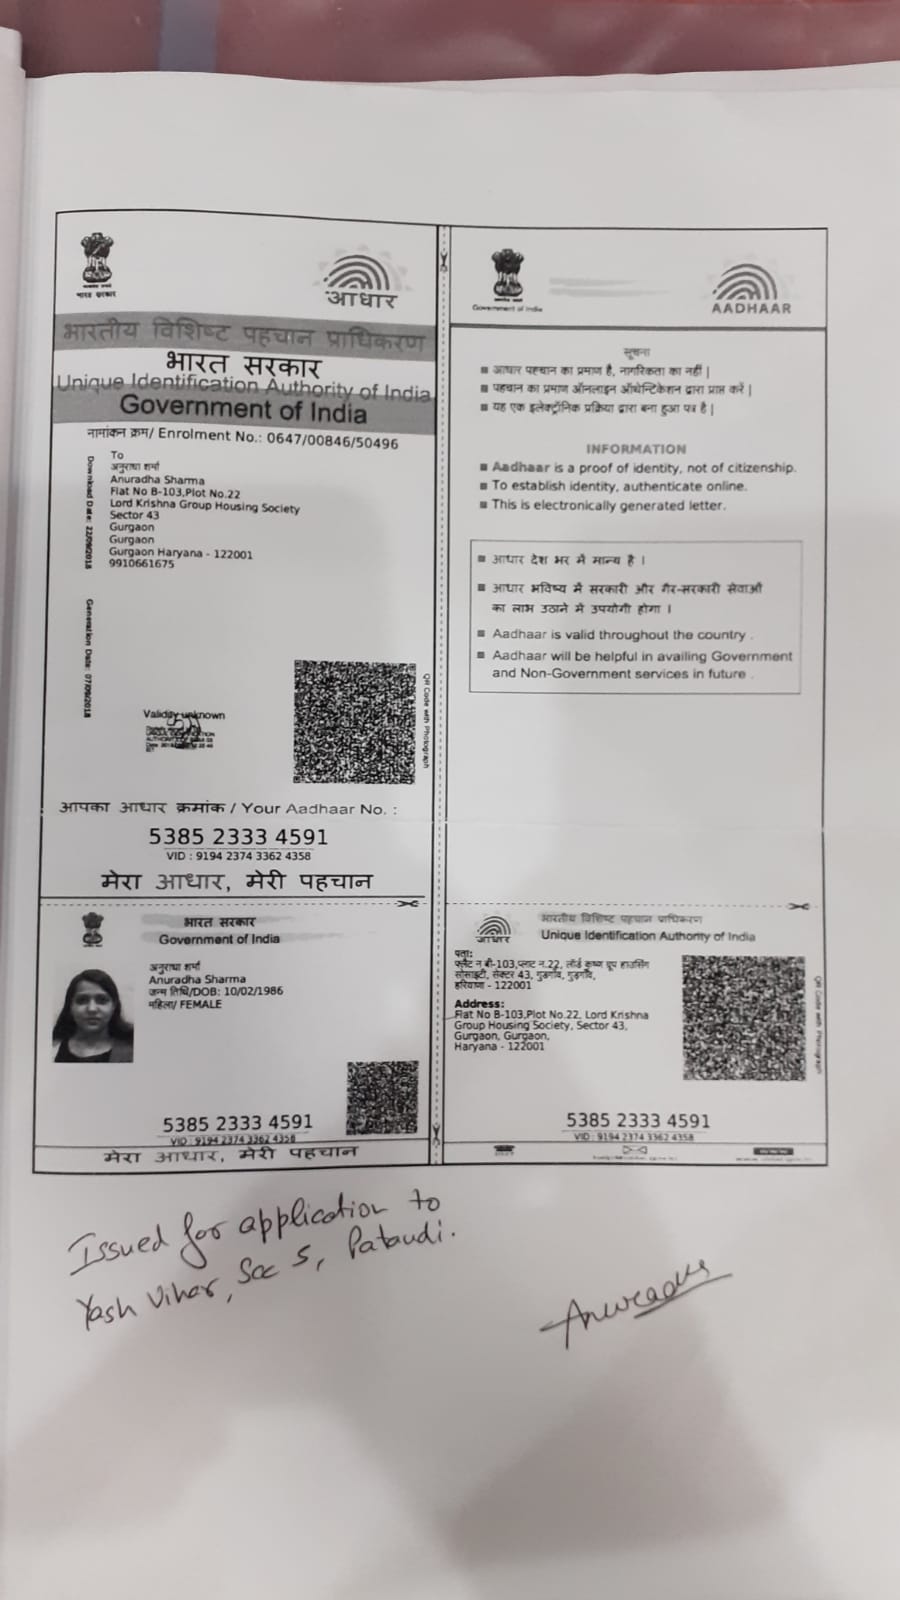 भारत सरकार
आधार
भारतीय विशिष्ट पहचान प्राधिकरण
भारत सरकार
Unique Identification Authority of India
Government of India
नामांकन क्रम/ Enrolment No.: 0647/00846/50496
Download Date: 22/09/2018
Generation Date: 07/09/2018
To
अनुराधा शर्मा
Anuradha Sharma
Flat No B-103,Plot No.22
Lord Krishna Group Housing Society
Sector 43
Gurgaon
Gurgaon
Gurgaon Haryana - 122001
9910661675
Validity unknown
QR Code with Photograph
आपका आधार क्रमांक / Your Aadhaar No. :
5385 2333 4591
VID : 9194 2374 3362 4358
मेरा आधार, मेरी पहचान
Government of India
AADHAAR
सूचना
■ आधार पहचान का प्रमाण है, नागरिकता का नहीं |
■ पहचान का प्रमाण ऑनलाइन ऑथेन्टिकेशन द्वारा प्राप्त करें |
■ यह एक इलेक्ट्रॉनिक प्रक्रिया द्वारा बना हुआ पत्र है |
INFORMATION
■ Aadhaar is a proof of identity, not of citizenship.
■ To establish identity, authenticate online.
■ This is electronically generated letter.
■ आधार देश भर में मान्य है ।
■ आधार भविष्य में सरकारी और गैर-सरकारी सेवाओं
का लाभ उठाने में उपयोगी होगा ।
■ Aadhaar is valid throughout the country .
■ Aadhaar will be helpful in availing Government
and Non-Government services in future .
भारत सरकार
Government of India
अनुराधा शर्मा
Anuradha Sharma
जन्म तिथि/DOB: 10/02/1986
महिला/ FEMALE
5385 2333 4591
VID : 9194 2374 3362 4358
मेरा आधार, मेरी पहचान
आधार
भारतीय विशिष्ट पहचान प्राधिकरण
Unique Identification Authority of India
पता:
फ्लैट न बी-103,प्लाट न.22, लॉर्ड कृष्ण ग्रुप हाउसिंग
सोसाइटी, सेक्टर 43, गुड़गाँव, गुड़गाँव,
हरियाणा - 122001
Address:
Flat No B-103,Plot No.22, Lord Krishna
Group Housing Society, Sector 43,
Gurgaon, Gurgaon,
Haryana - 122001
QR Code with Photograph
5385 2333 4591
VID : 9194 2374 3362 4358
Issued for application to
Yash Vihar, Sec 5, Pataudi.
Anuradha